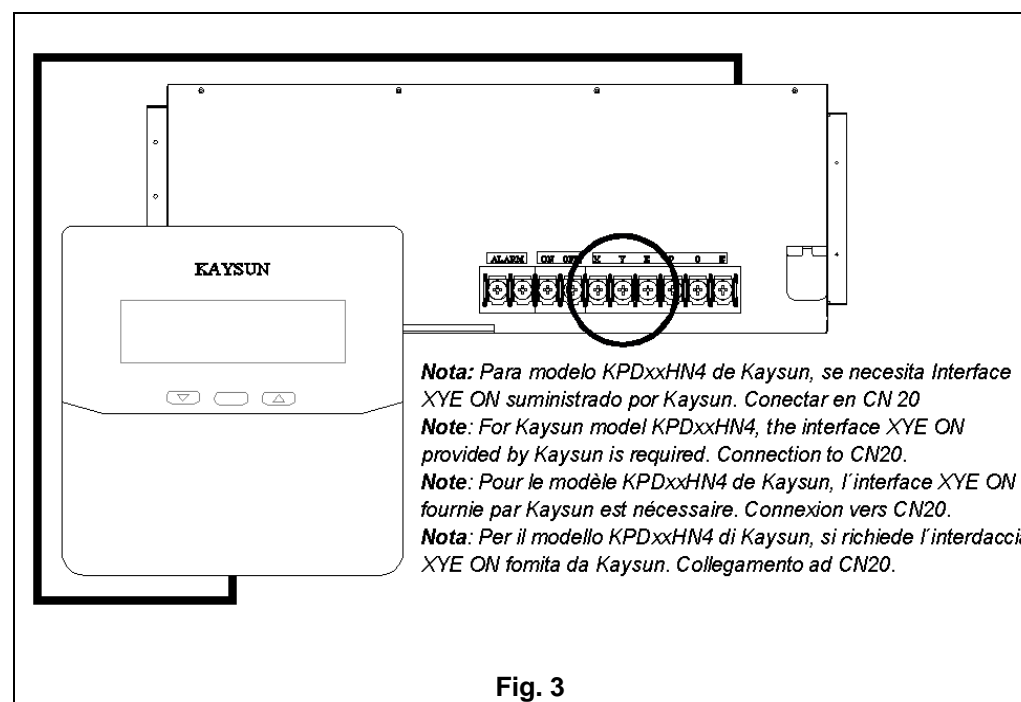 KAYSUN
ALARM ON OFF X Y E P Q E
Nota: Para modelo KPDxxHN4 de Kaysun, se necesita Interface
XYE ON suministrado por Kaysun. Conectar en CN 20
Note: For Kaysun model KPDxxHN4, the interface XYE ON
provided by Kaysun is required. Connection to CN20.
Note: Pour le modèle KPDxxHN4 de Kaysun, l´interface XYE ON
fournie par Kaysun est nécessaire. Connexion vers CN20.
Nota: Per il modello KPDxxHN4 di Kaysun, si richiede l´interdaccia
XYE ON fornita da Kaysun. Collegamento ad CN20.
Fig. 3